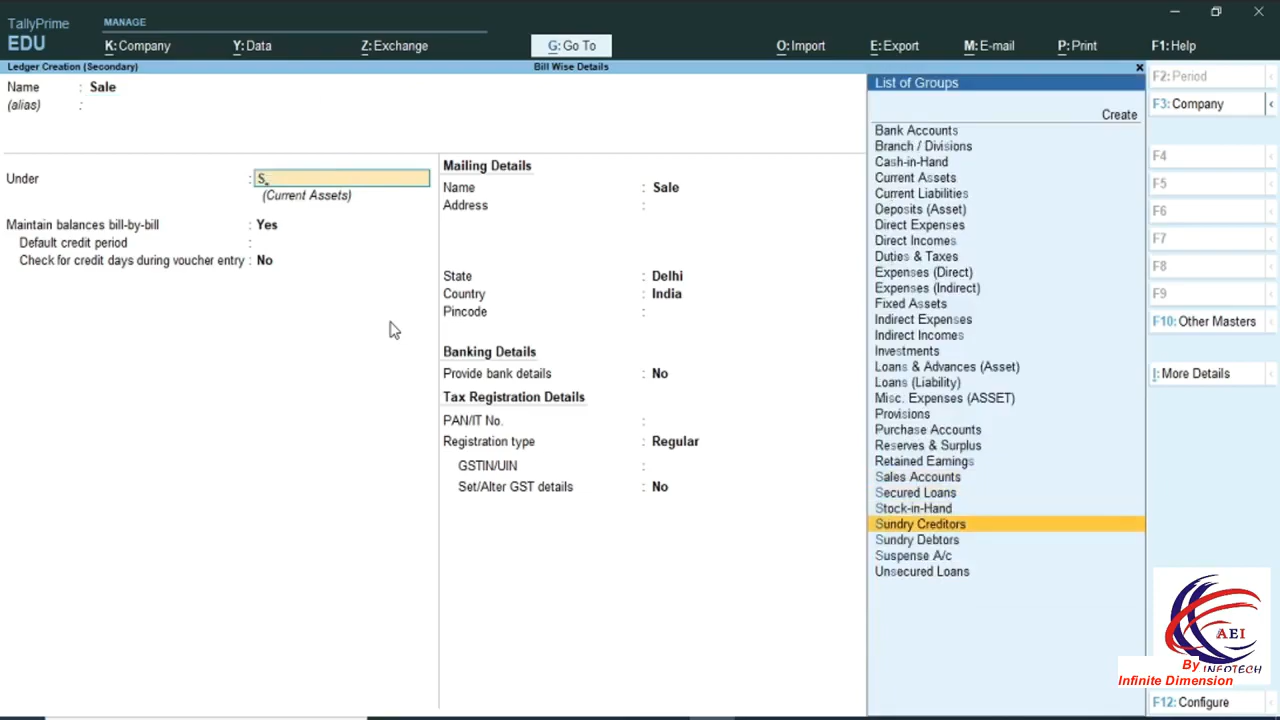 TallyPrime
EDU
MANAGE
K: Company
Y: Data
Z: Exchange
G: Go To
O: Import
E: Export
M: E-mail
P: Print
F1: Help
Ledger Creation (Secondary)
Bill Wise Details
Name : Sale
(alias) :
Under : S
(Current Assets)
Maintain balances bill-by-bill : Yes
Default credit period :
Check for credit days during voucher entry : No
Mailing Details
Name : Sale
Address :
State : Delhi
Country : India
Pincode :
Banking Details
Provide bank details : No
Tax Registration Details
PAN/IT No. :
Registration type : Regular
GSTIN/UIN :
Set/Alter GST details : No
List of Groups
Create
Bank Accounts
Branch / Divisions
Cash-in-Hand
Current Assets
Current Liabilities
Deposits (Asset)
Direct Expenses
Direct Incomes
Duties & Taxes
Expenses (Direct)
Expenses (Indirect)
Fixed Assets
Indirect Expenses
Indirect Incomes
Investments
Loans & Advances (Asset)
Loans (Liability)
Misc. Expenses (ASSET)
Provisions
Purchase Accounts
Reserves & Surplus
Retained Earnings
Sales Accounts
Secured Loans
Stock-in-Hand
Sundry Creditors
Sundry Debtors
Suspense A/c
Unsecured Loans
F2: Period
F3: Company
F4
F5
F6
F7
F8
F9
F10: Other Masters
I: More Details
AEI
INFOTECH
By
Infinite Dimension
F12: Configure